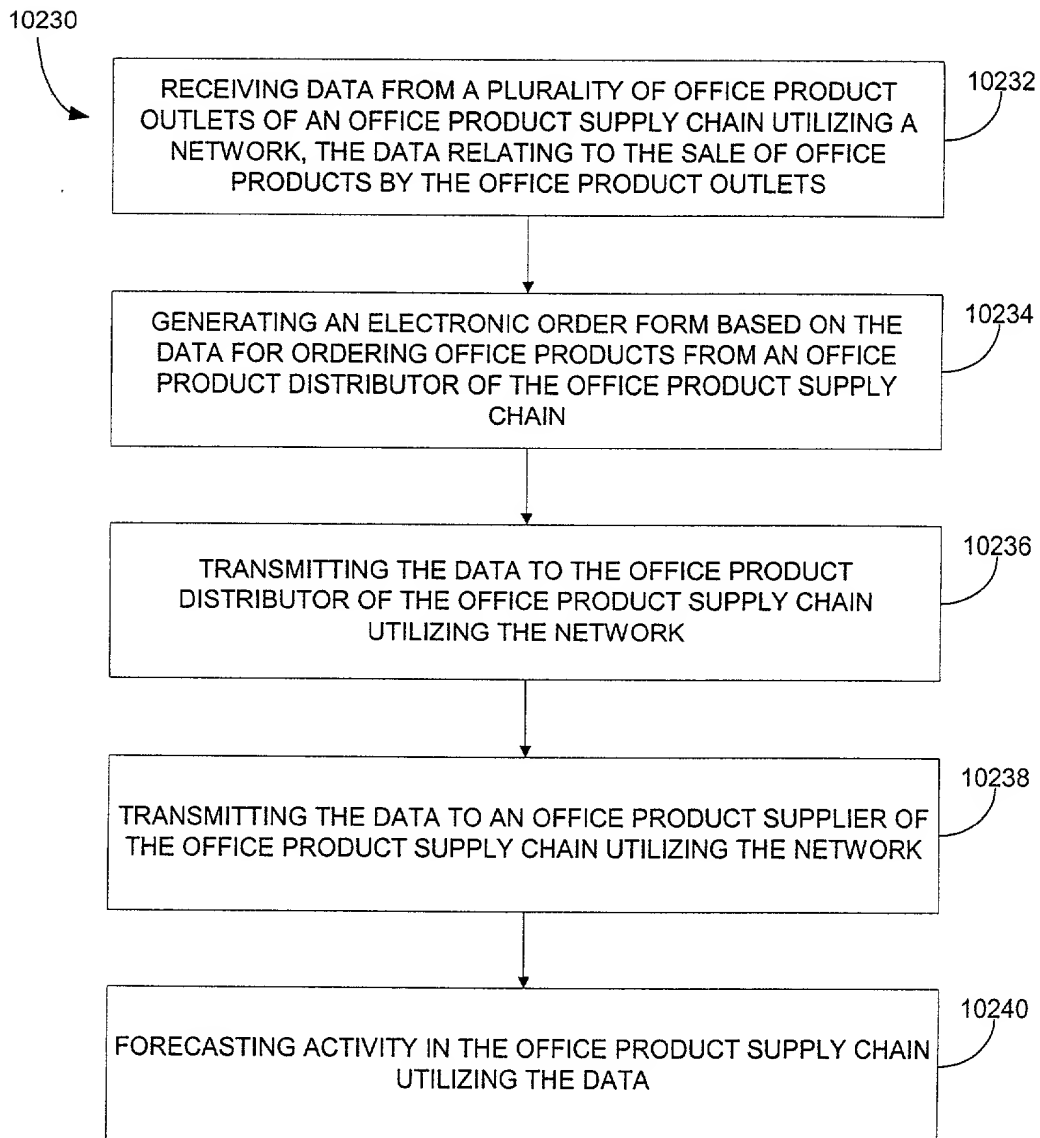 10230
10232
RECEIVING DATA FROM A PLURALITY OF OFFICE PRODUCT
OUTLETS OF AN OFFICE PRODUCT SUPPLY CHAIN UTILIZING A
NETWORK, THE DATA RELATING TO THE SALE OF OFFICE
PRODUCTS BY THE OFFICE PRODUCT OUTLETS
10234
GENERATING AN ELECTRONIC ORDER FORM BASED ON THE
DATA FOR ORDERING OFFICE PRODUCTS FROM AN OFFICE
PRODUCT DISTRIBUTOR OF THE OFFICE PRODUCT SUPPLY
CHAIN
10236
TRANSMITTING THE DATA TO THE OFFICE PRODUCT
DISTRIBUTOR OF THE OFFICE PRODUCT SUPPLY CHAIN
UTILIZING THE NETWORK
10238
TRANSMITTING THE DATA TO AN OFFICE PRODUCT SUPPLIER OF
THE OFFICE PRODUCT SUPPLY CHAIN UTILIZING THE NETWORK
10240
FORECASTING ACTIVITY IN THE OFFICE PRODUCT SUPPLY CHAIN
UTILIZING THE DATA